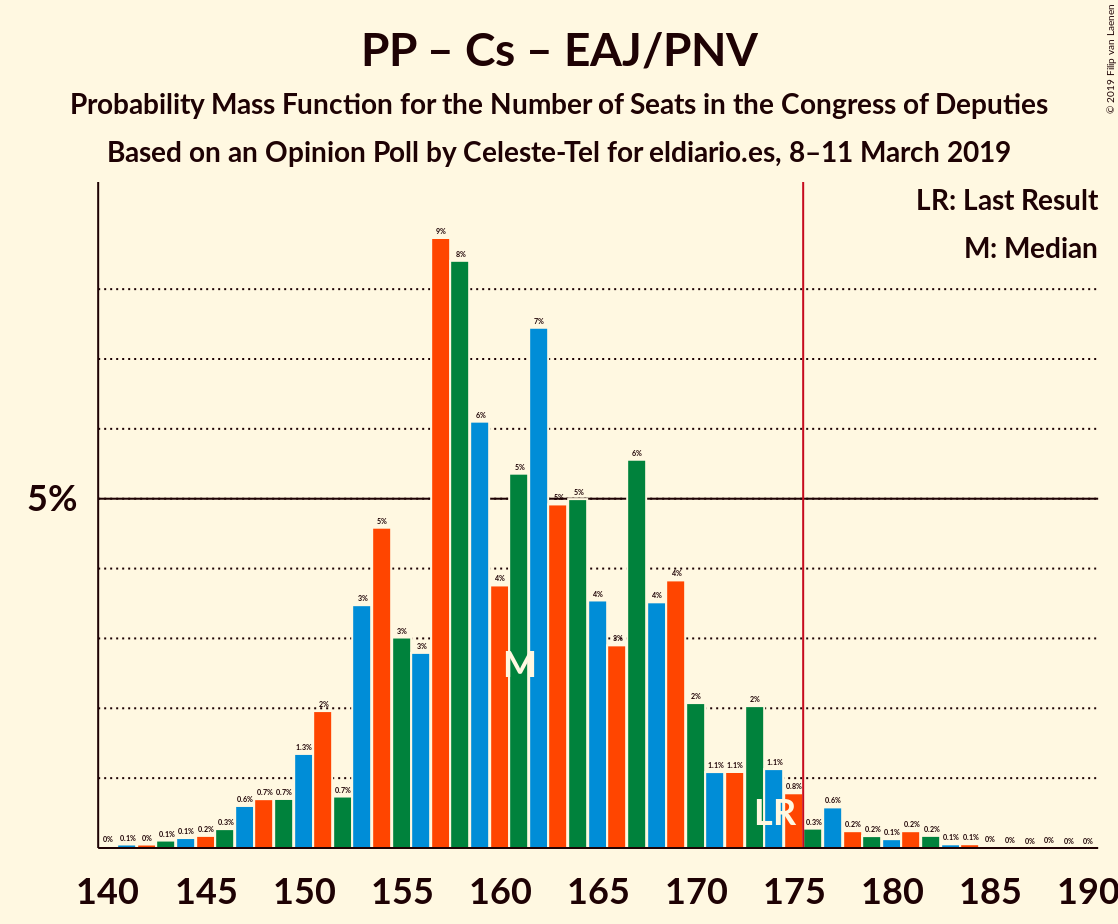 PP – Cs – EAJ/PNV
Probability Mass Function for the Number of Seats in the Congress of Deputies
Based on an Opinion Poll by Celeste-Tel for eldiario.es, 8–11 March 2019
© 2019 Filip van Laenen
LR: Last Result
M: Median
5%
0% 0.1% 0% 0.1% 0.1% 0.2% 0.3% 0.6% 0.7% 0.7% 1.3% 2% 0.7% 3% 5% 3% 3% 9% 8% 6% 4% 5% 7% 5% 5% 4% 3% 6% 4% 4% 2% 1.1% 1.1% 2% 1.1% 0.8% 0.3% 0.6% 0.2% 0.2% 0.1% 0.2% 0.2% 0.1% 0.1% 0% 0% 0% 0% 0% 0%
M
LR
140 145 150 155 160 165 170 175 180 185 190